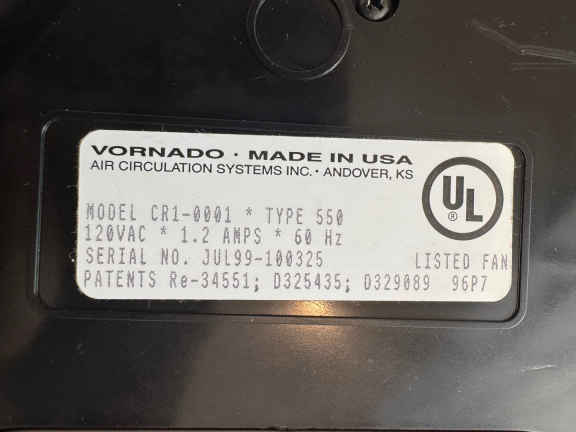 VORNADO · MADE IN USA
AIR CIRCULATION SYSTEMS INC. · ANDOVER, KS
UL
®
MODEL CR1-0001 * TYPE 550
120VAC * 1.2 AMPS * 60 Hz
SERIAL NO. JUL99-100325 LISTED FAN
PATENTS Re-34551; D325435; D329089 96P7